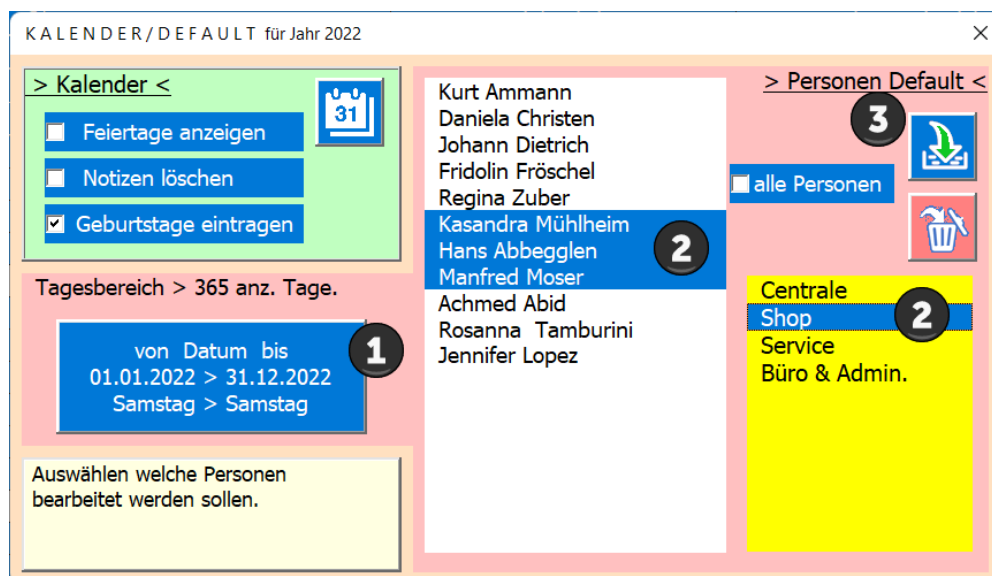 KALENDER/DEFAULT für Jahr 2022
> Kalender <
31
Feiertage anzeigen
Notizen löschen
Geburtstage eintragen
Tagesbereich > 365 anz. Tage.
von Datum bis
01.01.2022 > 31.12.2022
Samstag > Samstag
1
Auswählen welche Personen
bearbeitet werden sollen.
Kurt Ammann
Daniela Christen
Johann Dietrich
Fridolin Fröschel
Regina Zuber
Kasandra Mühlheim
Hans Abbegglen
Manfred Moser
2
Achmed Abid
Rosanna Tamburini
Jennifer Lopez
> Personen Default <
3
alle Personen
Centrale
Shop
2
Service
Büro & Admin.